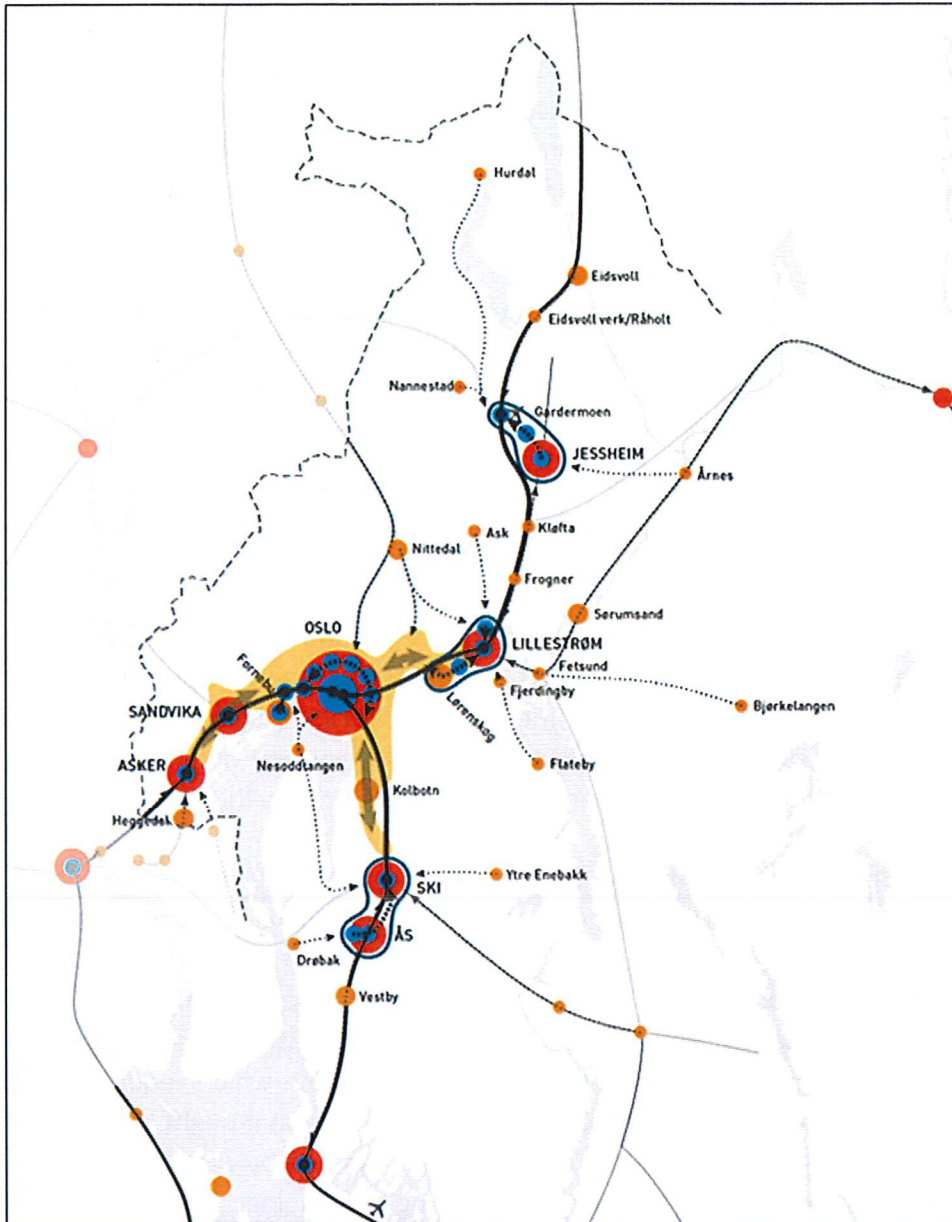 Hurdal
Eidsvoll
Eidsvoll verk/Råholt
Nannestad
Gardermoen
JESSHEIM
Årnes
Kløfta
Ask
Nittedal
Frogner
Sørumsand
OSLO
LILLESTRØM
Fornebu
Fetsund
Fjerdingby
Lørenskog
Bjørkelangen
SANDVIKA
Nesoddtangen
Flateby
ASKER
Kolbotn
Heggedal
Ytre Enebakk
SKI
ÅS
Drøbak
Vestby